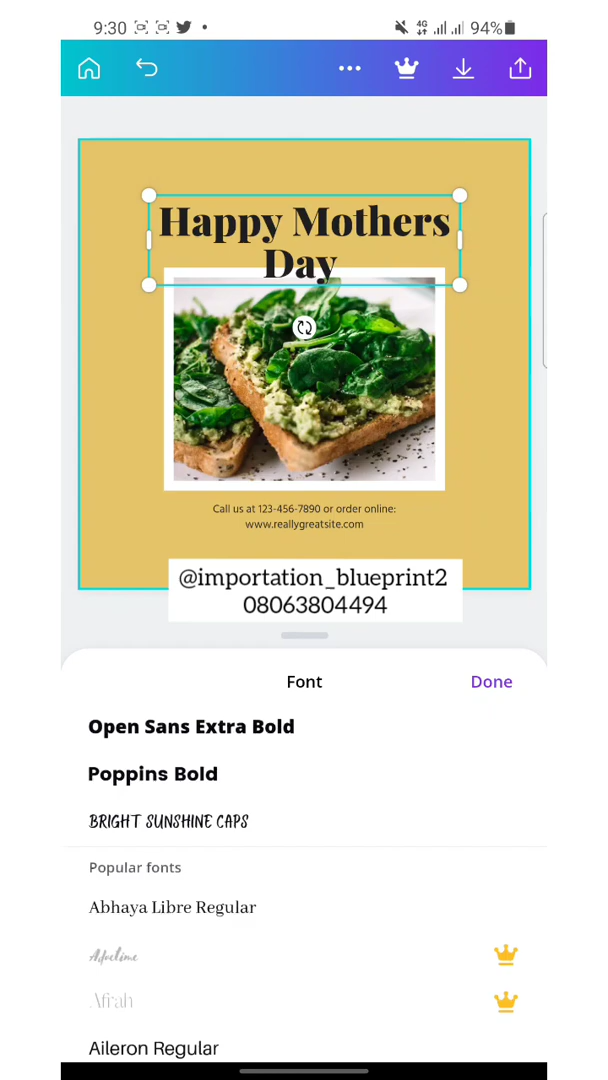 9:30
4G
94%
Happy Mothers
Day
Call us at 123-456-7890 or order online:
www.reallygreatsite.com
@importation_blueprint2
08063804494
Font
Done
Open Sans Extra Bold
Poppins Bold
BRIGHT SUNSHINE CAPS
Popular fonts
Abhaya Libre Regular
Afrah
Aileron Regular